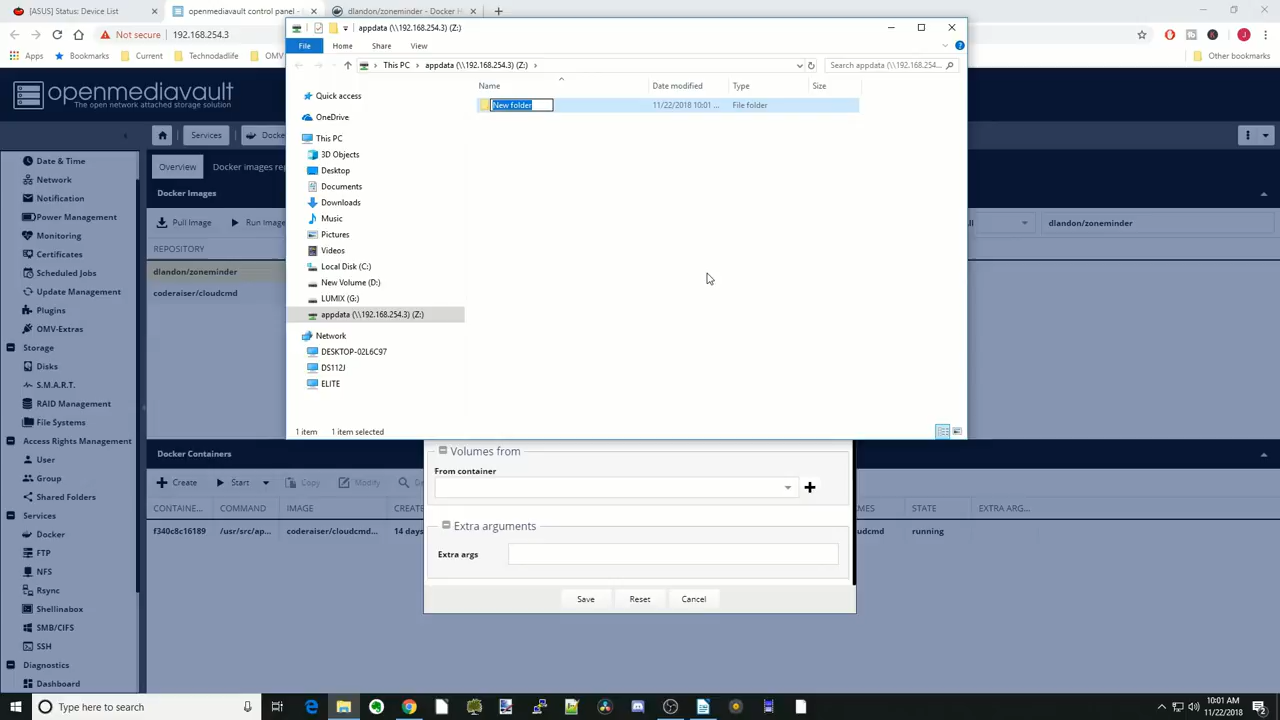 [ASUS] Device List
openmediavault control panel -
dlandon/zoneminder - Docker H
appdata (\\192.168.254.3) (Z:)
Not secure
192.168.254.3
File
Home
Share
View
Bookmarks
Current
Technodadlife
OMV
Other bookmarks
This PC
appdata (\\192.168.254.3) (Z:)
Search appdata (\\192.168.254....
openmediavault
The open network attached storage solution
Name
Date modified
Type
Size
New folder
11/22/2018 10:01 ...
File folder
Quick access
OneDrive
This PC
3D Objects
Desktop
Documents
Downloads
Music
Pictures
Videos
Local Disk (C:)
New Volume (D:)
LUMIX (G:)
appdata (\\192.168.254.3) (Z:)
Network
DESKTOP-02L6C97
DS112J
ELITE
1 item
1 item selected
Services
Docke
Date & Time
Network
Notification
Power Management
Monitoring
Certificates
Scheduled Jobs
Update Management
Plugins
OMV-Extras
Storage
Disks
S.M.A.R.T.
RAID Management
File Systems
Access Rights Management
User
Group
Shared Folders
Services
Docker
FTP
NFS
Rsync
Shellinabox
SMB/CIFS
SSH
Diagnostics
Dashboard
Overview
Docker images rep
Docker Images
Pull Image
Run Image
all
dlandon/zoneminder
REPOSITORY
dlandon/zoneminder
coderaiser/cloudcmd
Docker Containers
Create
Start
Copy
Modify
CONTAINE...
COMMAND
IMAGE
CREATE
MES
STATE
EXTRA ARG...
f340c8c16189
/usr/src/ap...
coderaiser/cloudcmd...
14 days
udcmd
running
Volumes from
From container
Extra arguments
Extra args
Save
Reset
Cancel
Type here to search
10:01 AM
11/22/2018